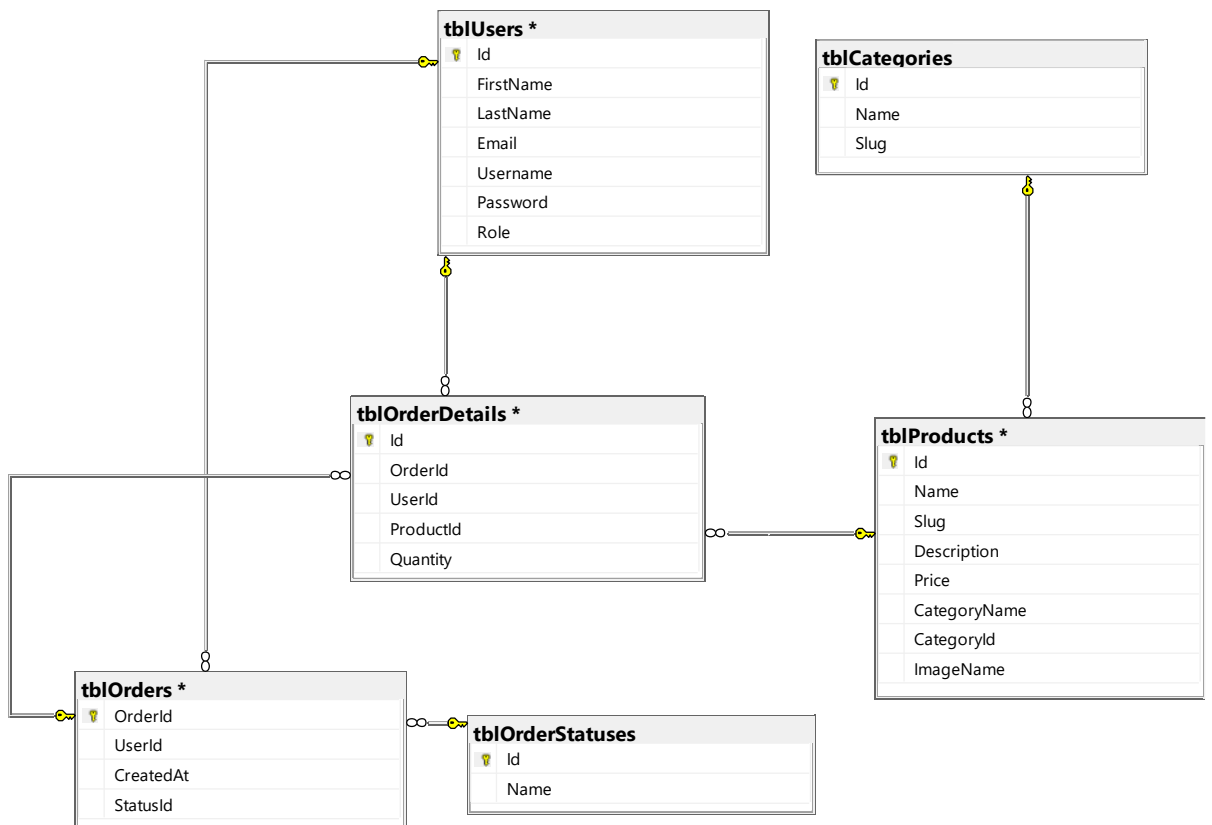 tblUsers *
Id
FirstName
LastName
Email
Username
Password
Role
tblCategories
Id
Name
Slug
tblOrderDetails *
Id
OrderId
UserId
ProductId
Quantity
tblProducts *
Id
Name
Slug
Description
Price
CategoryName
CategoryId
ImageName
tblOrders *
OrderId
UserId
CreatedAt
StatusId
tblOrderStatuses
Id
Name